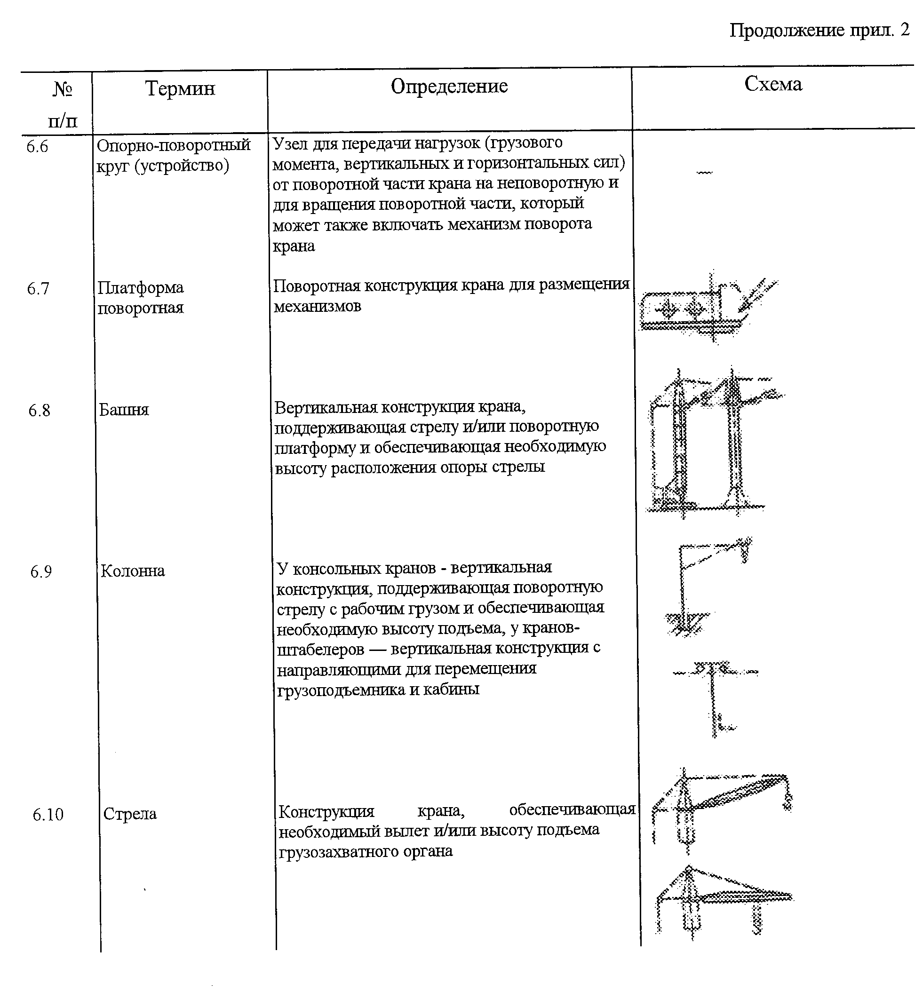 Продолжение прил. 2
№ п/п
Термин
Определение
Схема
6.6
Опорно-поворотный
круг (устройство)
Узел для передачи нагрузок (грузового
момента, вертикальных и горизонтальных сил)
от поворотной части крана на неповоротную и
для вращения поворотной части, который
может также включать механизм поворота
крана
—
6.7
Платформа
поворотная
Поворотная конструкция крана для размещения
механизмов
6.8
Башня
Вертикальная конструкция крана,
поддерживающая стрелу и/или поворотную
платформу и обеспечивающая необходимую
высоту расположения опоры стрелы
6.9
Колонна
У консольных кранов - вертикальная
конструкция, поддерживающая поворотную
стрелу с рабочим грузом и обеспечивающая
необходимую высоту подъема, у кранов-
штабелеров — вертикальная конструкция с
направляющими для перемещения
грузоподъемника и кабины
6.10
Стрела
Конструкция крана, обеспечивающая
необходимый вылет и/или высоту подъема
грузозахватного органа